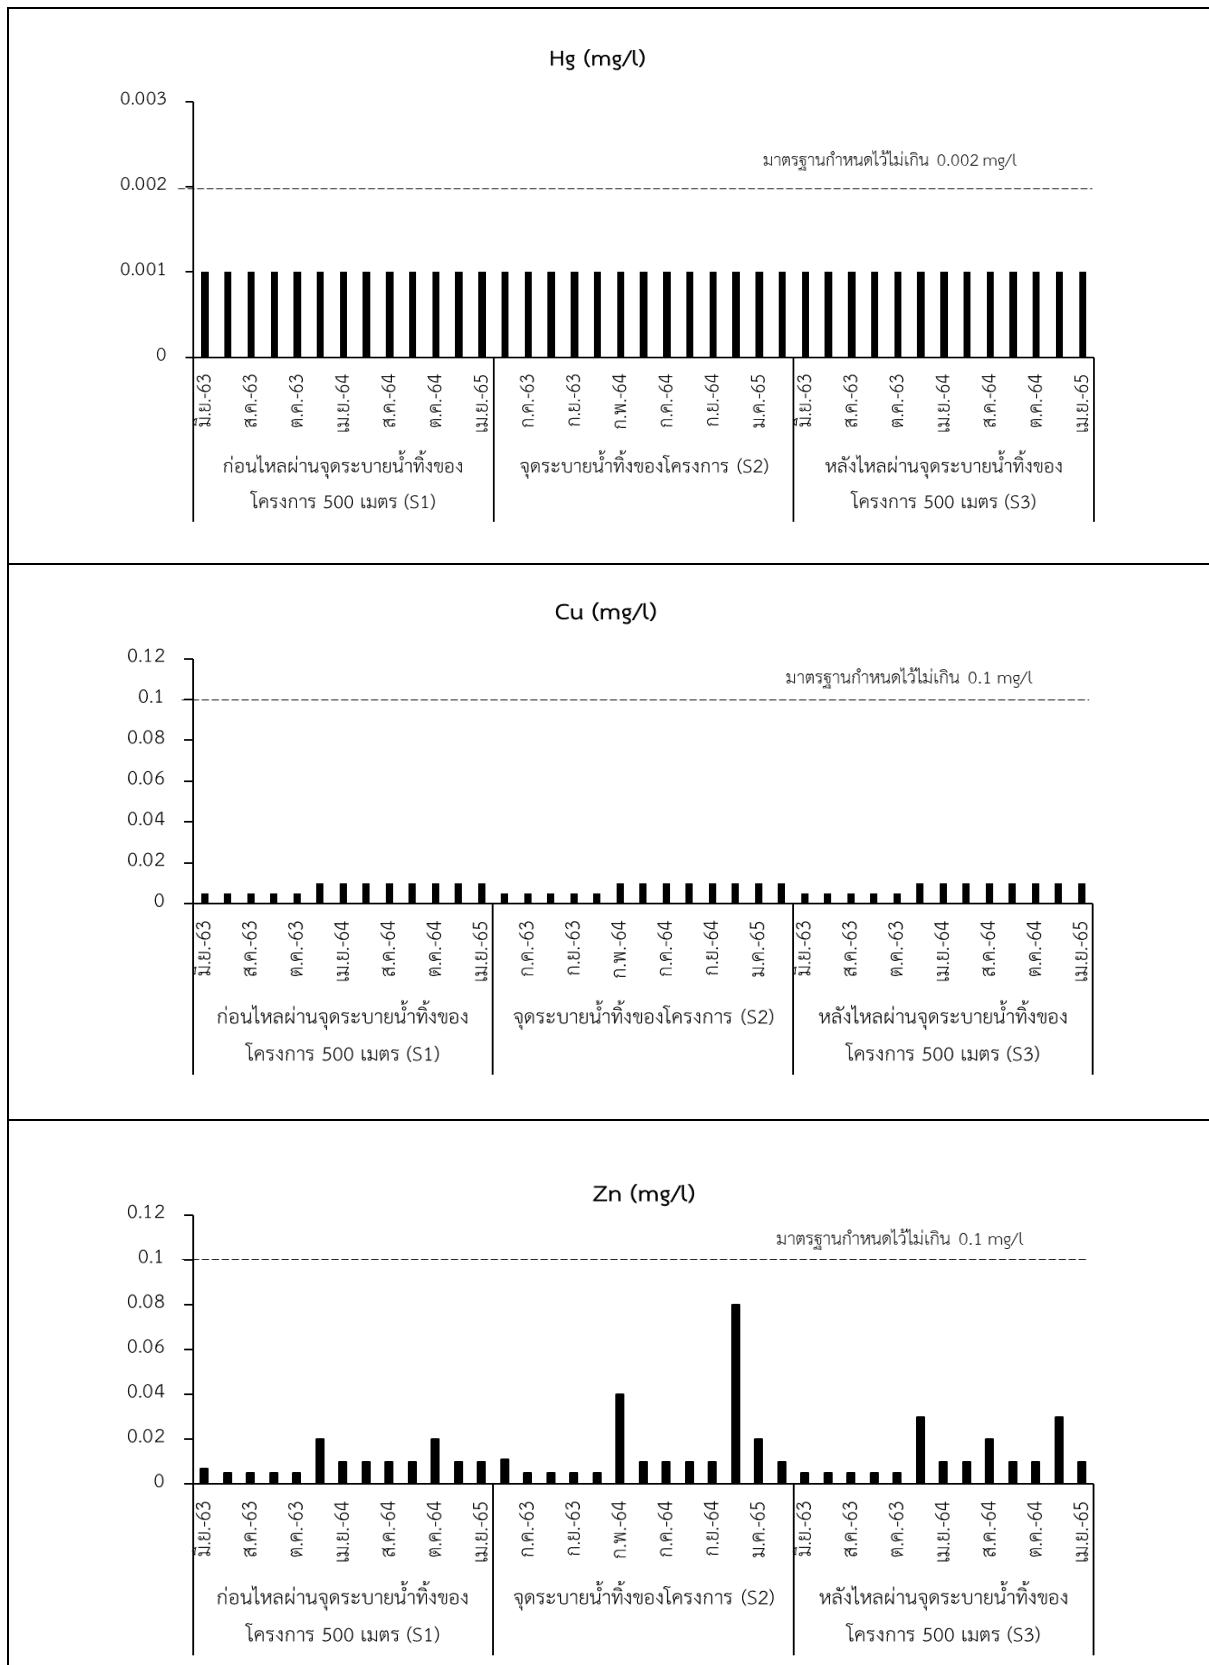 Hg (mg/l)
0.003
มาตรฐานกำหนดไว้ไม่เกิน 0.002 mg/l
0.002
0.001
0
มิ.ย.-63 ส.ค.-63 ต.ค.-63 เม.ย.-64 ส.ค.-64 ต.ค.-64 เม.ย.-65 ก.ค.-63 ก.ย.-63 ก.พ.-64 ก.ค.-64 ก.ย.-64 ม.ค.-65 มิ.ย.-63 ส.ค.-63 ต.ค.-63 เม.ย.-64 ส.ค.-64 ต.ค.-64 เม.ย.-65
ก่อนไหลผ่านจุดระบายน้ำทิ้งของ จุดระบายน้ำทิ้งของโครงการ (S2) หลังไหลผ่านจุดระบายน้ำทิ้งของ
โครงการ 500 เมตร (S1) โครงการ 500 เมตร (S3)
Cu (mg/l)
0.12
มาตรฐานกำหนดไว้ไม่เกิน 0.1 mg/l
0.1
0.08
0.06
0.04
0.02
0
มิ.ย.-63 ส.ค.-63 ต.ค.-63 เม.ย.-64 ส.ค.-64 ต.ค.-64 เม.ย.-65 ก.ค.-63 ก.ย.-63 ก.พ.-64 ก.ค.-64 ก.ย.-64 ม.ค.-65 มิ.ย.-63 ส.ค.-63 ต.ค.-63 เม.ย.-64 ส.ค.-64 ต.ค.-64 เม.ย.-65
ก่อนไหลผ่านจุดระบายน้ำทิ้งของ จุดระบายน้ำทิ้งของโครงการ (S2) หลังไหลผ่านจุดระบายน้ำทิ้งของ
โครงการ 500 เมตร (S1) โครงการ 500 เมตร (S3)
Zn (mg/l)
0.12
มาตรฐานกำหนดไว้ไม่เกิน 0.1 mg/l
0.1
0.08
0.06
0.04
0.02
0
มิ.ย.-63 ส.ค.-63 ต.ค.-63 เม.ย.-64 ส.ค.-64 ต.ค.-64 เม.ย.-65 ก.ค.-63 ก.ย.-63 ก.พ.-64 ก.ค.-64 ก.ย.-64 ม.ค.-65 มิ.ย.-63 ส.ค.-63 ต.ค.-63 เม.ย.-64 ส.ค.-64 ต.ค.-64 เม.ย.-65
ก่อนไหลผ่านจุดระบายน้ำทิ้งของ จุดระบายน้ำทิ้งของโครงการ (S2) หลังไหลผ่านจุดระบายน้ำทิ้งของ
โครงการ 500 เมตร (S1) โครงการ 500 เมตร (S3)